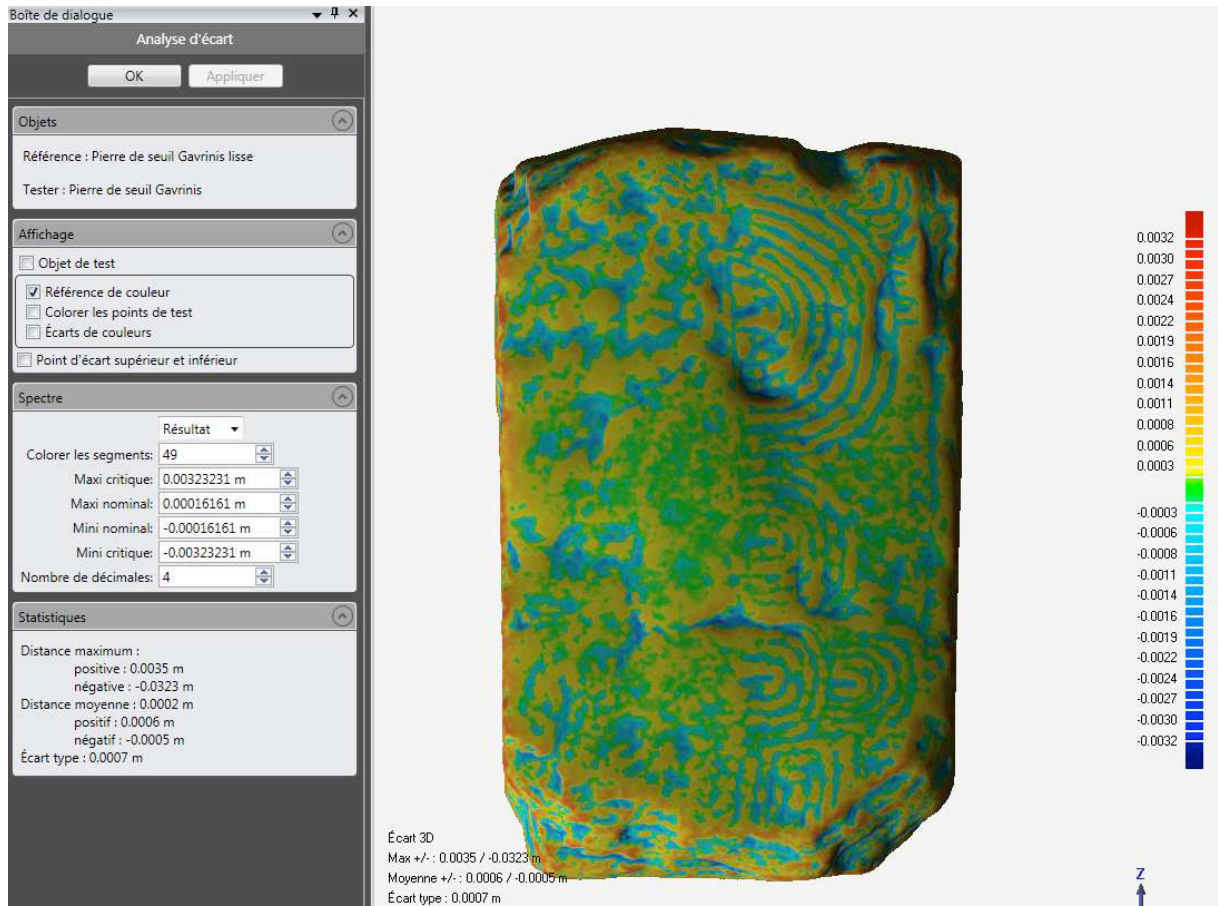 Boîte de dialogue
Analyse d'écart
OK Appliquer
Objets
Référence : Pierre de seuil Gavrinis lisse
Tester : Pierre de seuil Gavrinis
Affichage
Objet de test
Référence de couleur
Colorer les points de test
Écarts de couleurs
Point d'écart supérieur et inférieur
Spectre
Résultat
Colorer les segments: 49
Maxi critique: 0.00323231 m
Maxi nominal: 0.00016161 m
Mini nominal: -0.00016161 m
Mini critique: -0.00323231 m
Nombre de décimales: 4
Statistiques
Distance maximum :
positive : 0.0035 m
négative : -0.0323 m
Distance moyenne : 0.0002 m
positif : 0.0006 m
négatif : -0.0005 m
Écart type : 0.0007 m
Écart 3D
Max +/- : 0.0035 / -0.0323 m
Moyenne +/- : 0.0006 / -0.0005 m
Écart type : 0.0007 m
0.0032
0.0030
0.0027
0.0024
0.0022
0.0019
0.0016
0.0014
0.0011
0.0008
0.0006
0.0003
-0.0003
-0.0006
-0.0008
-0.0011
-0.0014
-0.0016
-0.0019
-0.0022
-0.0024
-0.0027
-0.0030
-0.0032
Z